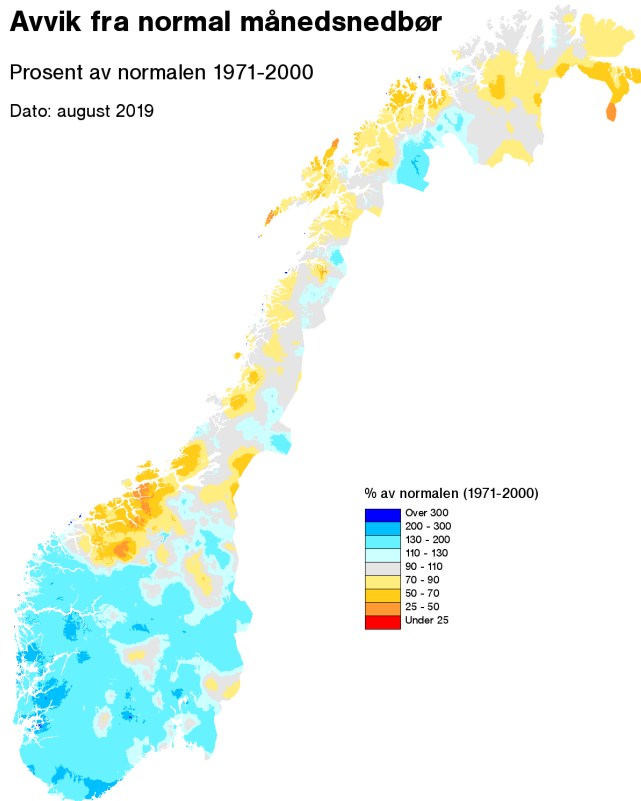 Avvik fra normal månedsnedbør
Prosent av normalen 1971-2000
Dato: august 2019
% av normalen (1971-2000)
Over 300
200 - 300
130 - 200
110 - 130
90 - 110
70 - 90
50 - 70
25 - 50
Under 25